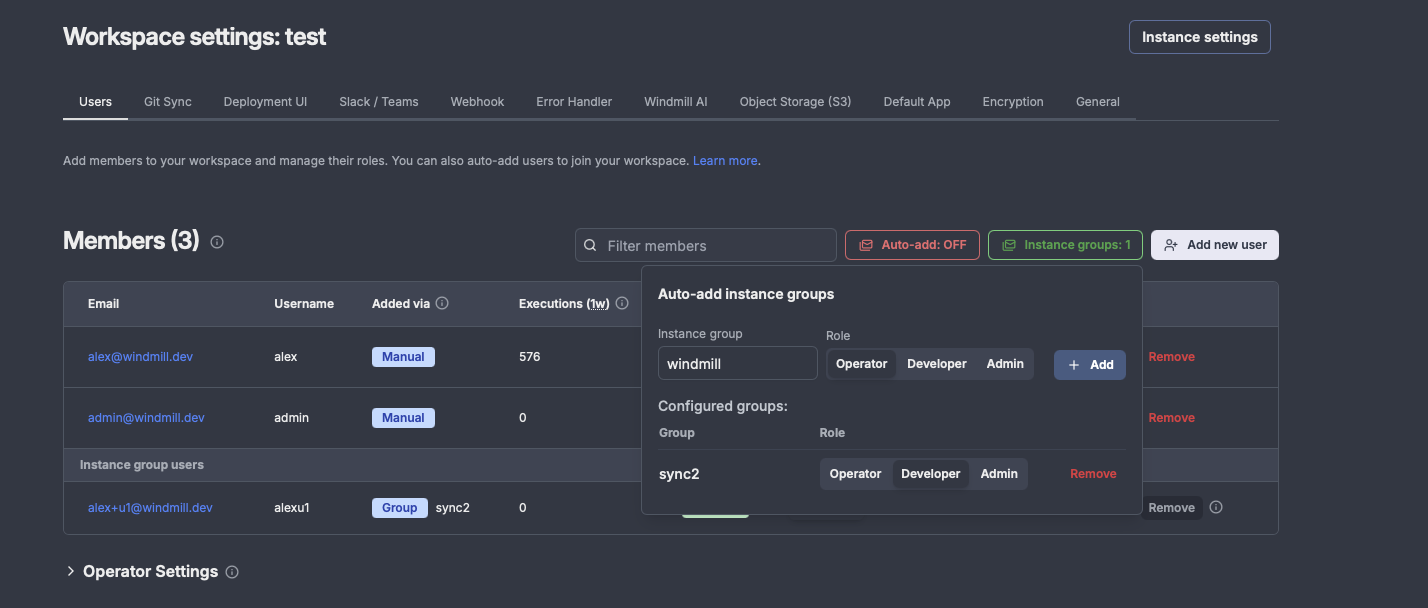 Workspace settings: test
Instance settings
Users Git Sync Deployment UI Slack / Teams Webhook Error Handler Windmill AI Object Storage (S3) Default App Encryption General
Add members to your workspace and manage their roles. You can also auto-add users to join your workspace. Learn more.
Members (3)
Filter members
Auto-add: OFF
Instance groups: 1
Add new user
Email Username Added via Executions (1w)
alex@windmill.dev alex Manual 576 Remove
admin@windmill.dev admin Manual 0 Remove
Instance group users
alex+u1@windmill.dev alexu1 Group sync2 0 Remove
Auto-add instance groups
Instance group Role
windmill Operator Developer Admin + Add
Configured groups:
Group Role
sync2 Operator Developer Admin Remove
Operator Settings